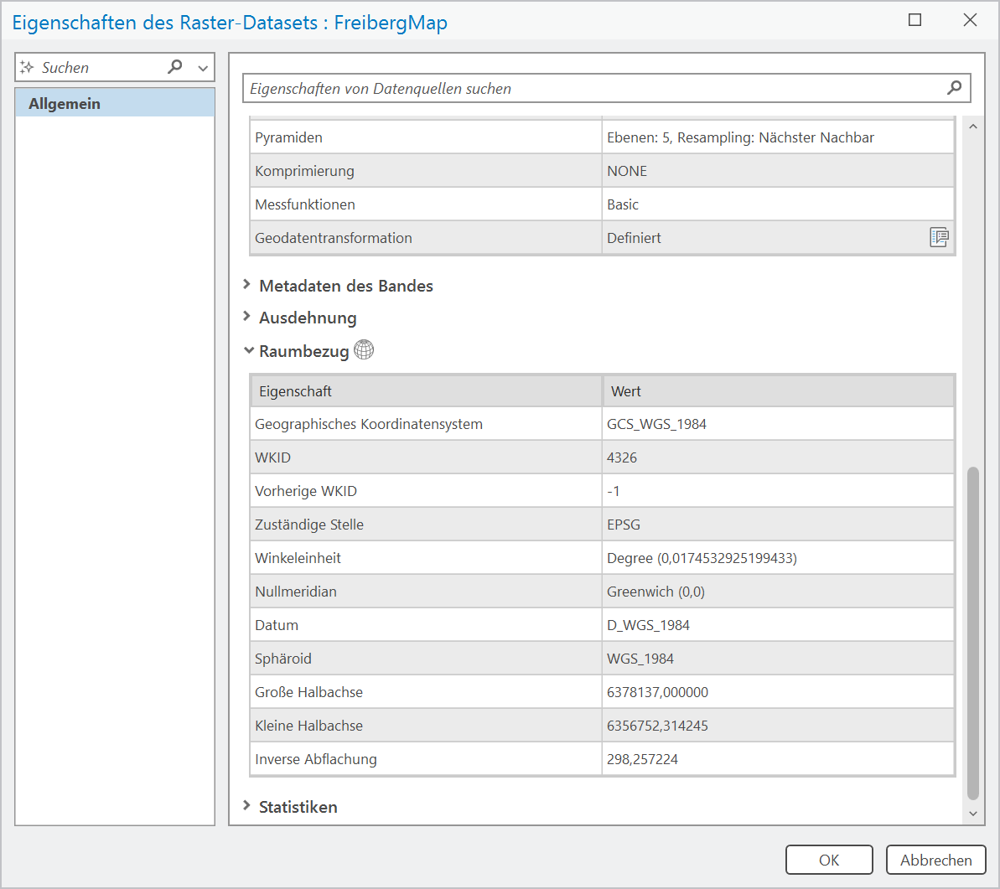 Eigenschaften des Raster-Datasets : FreibergMap
Suchen
Allgemein
Eigenschaften von Datenquellen suchen
Pyramiden Ebenen: 5, Resampling: Nächster Nachbar
Komprimierung NONE
Messfunktionen Basic
Geodatentransformation Definiert
Metadaten des Bandes
Ausdehnung
Raumbezug
Eigenschaft Wert
Geographisches Koordinatensystem GCS_WGS_1984
WKID 4326
Vorherige WKID -1
Zuständige Stelle EPSG
Winkeleinheit Degree (0,0174532925199433)
Nullmeridian Greenwich (0,0)
Datum D_WGS_1984
Sphäroid WGS_1984
Große Halbachse 6378137,000000
Kleine Halbachse 6356752,314245
Inverse Abflachung 298,257224
Statistiken
OK Abbrechen